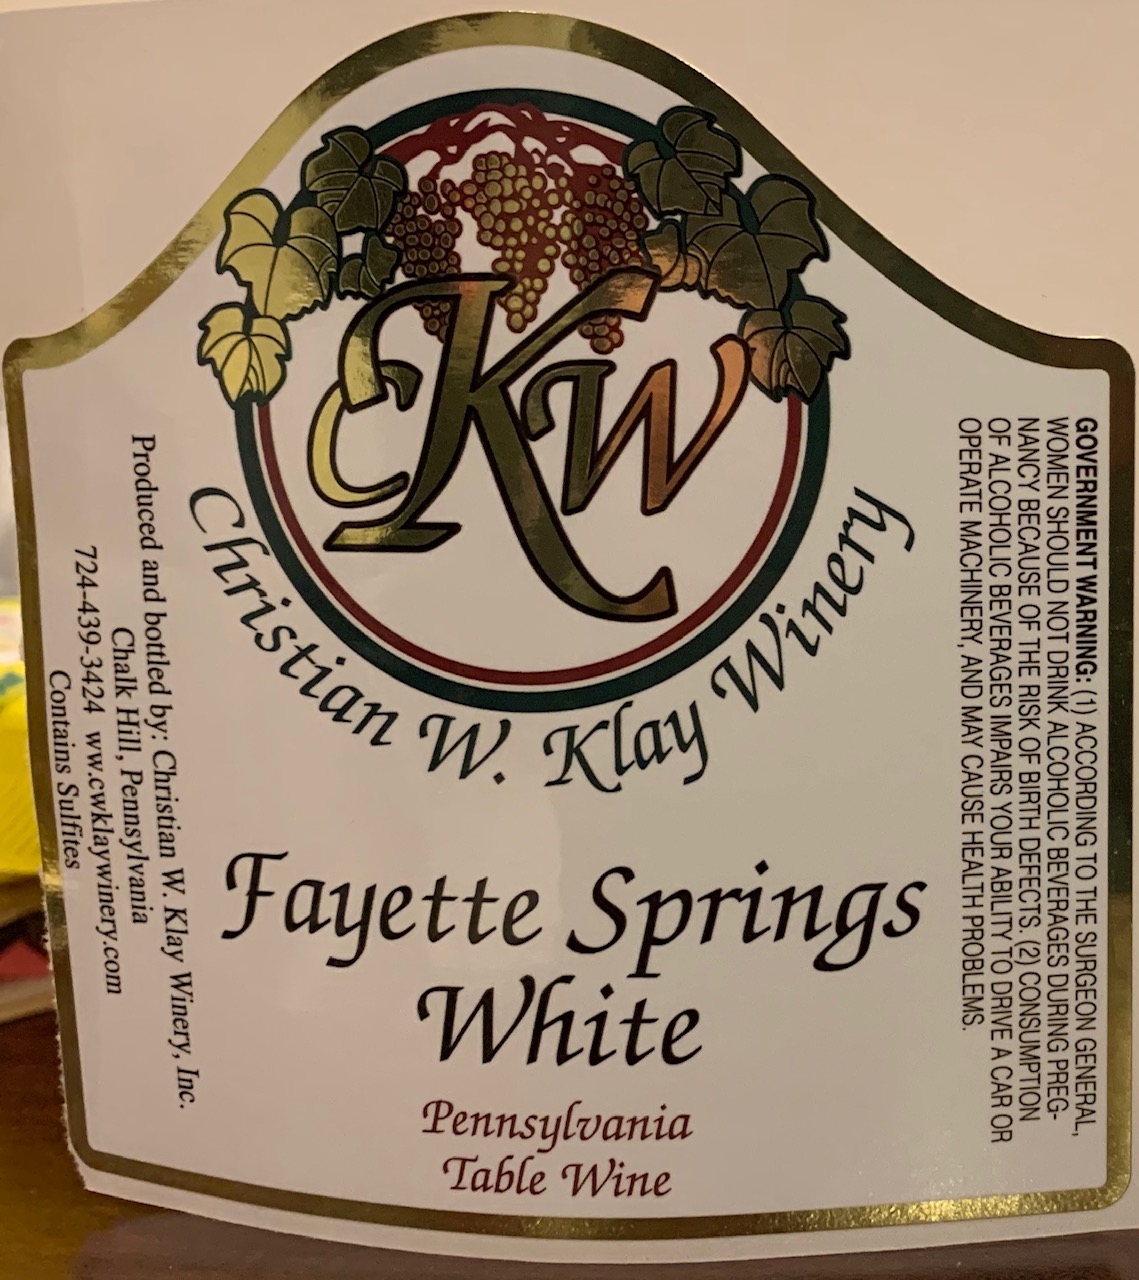 CKW
Christian W. Klay Winery
Fayette Springs
White
Pennsylvania
Table Wine
Produced and bottled by: Christian W. Klay Winery, Inc.
Chalk Hill, Pennsylvania
724-439-3424 ww.cwklaywinery.com
Contains Sulfites
GOVERNMENT WARNING: (1) ACCORDING TO THE SURGEON GENERAL,
WOMEN SHOULD NOT DRINK ALCOHOLIC BEVERAGES DURING PREG-
NANCY BECAUSE OF THE RISK OF BIRTH DEFECTS. (2) CONSUMPTION
OF ALCOHOLIC BEVERAGES IMPAIRS YOUR ABILITY TO DRIVE A CAR OR
OPERATE MACHINERY, AND MAY CAUSE HEALTH PROBLEMS.